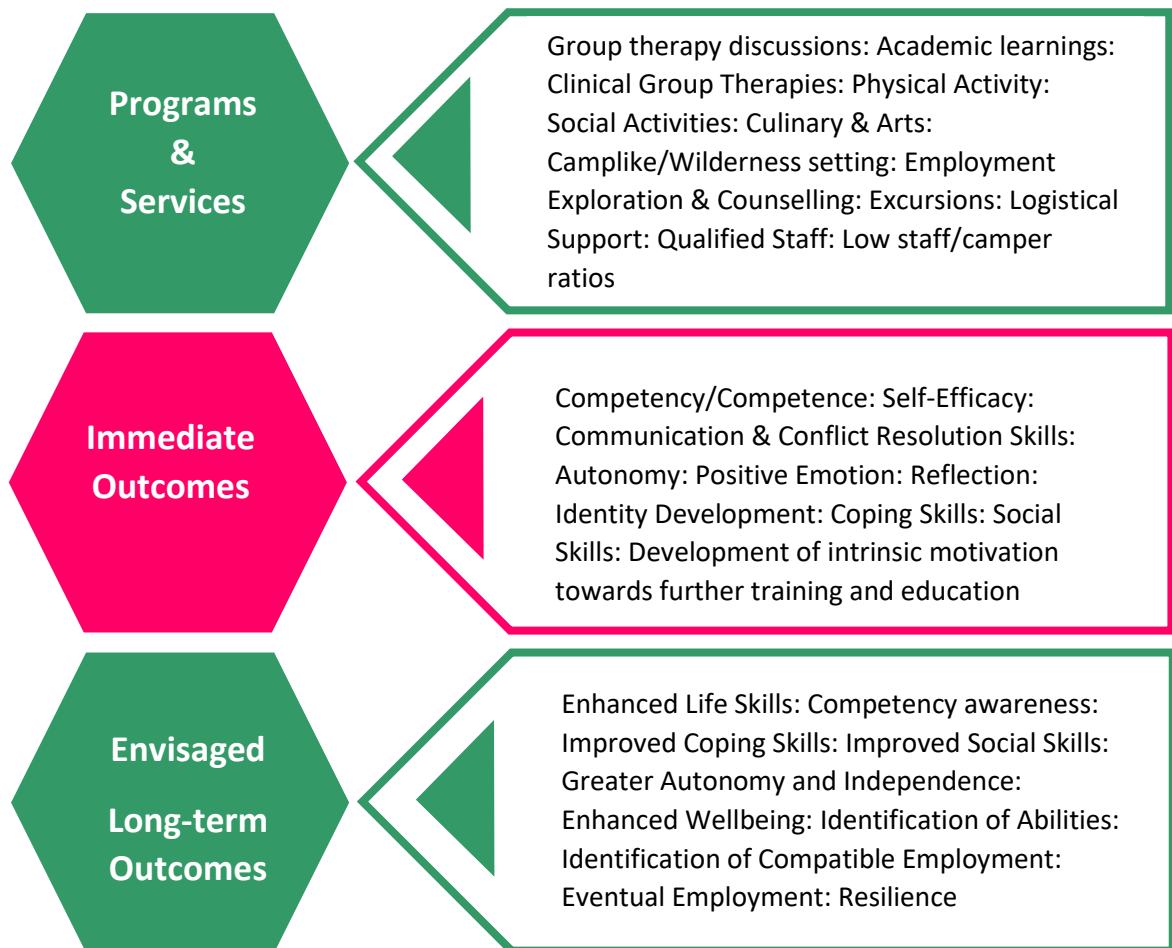 Programs
&
Services
Group therapy discussions: Academic learnings:
Clinical Group Therapies: Physical Activity:
Social Activities: Culinary & Arts:
Camplike/Wilderness setting: Employment
Exploration & Counselling: Excursions: Logistical
Support: Qualified Staff: Low staff/camper
ratios
Immediate
Outcomes
Competency/Competence: Self-Efficacy:
Communication & Conflict Resolution Skills:
Autonomy: Positive Emotion: Reflection:
Identity Development: Coping Skills: Social
Skills: Development of intrinsic motivation
towards further training and education
Envisaged
Long-term
Outcomes
Enhanced Life Skills: Competency awareness:
Improved Coping Skills: Improved Social Skills:
Greater Autonomy and Independence:
Enhanced Wellbeing: Identification of Abilities:
Identification of Compatible Employment:
Eventual Employment: Resilience